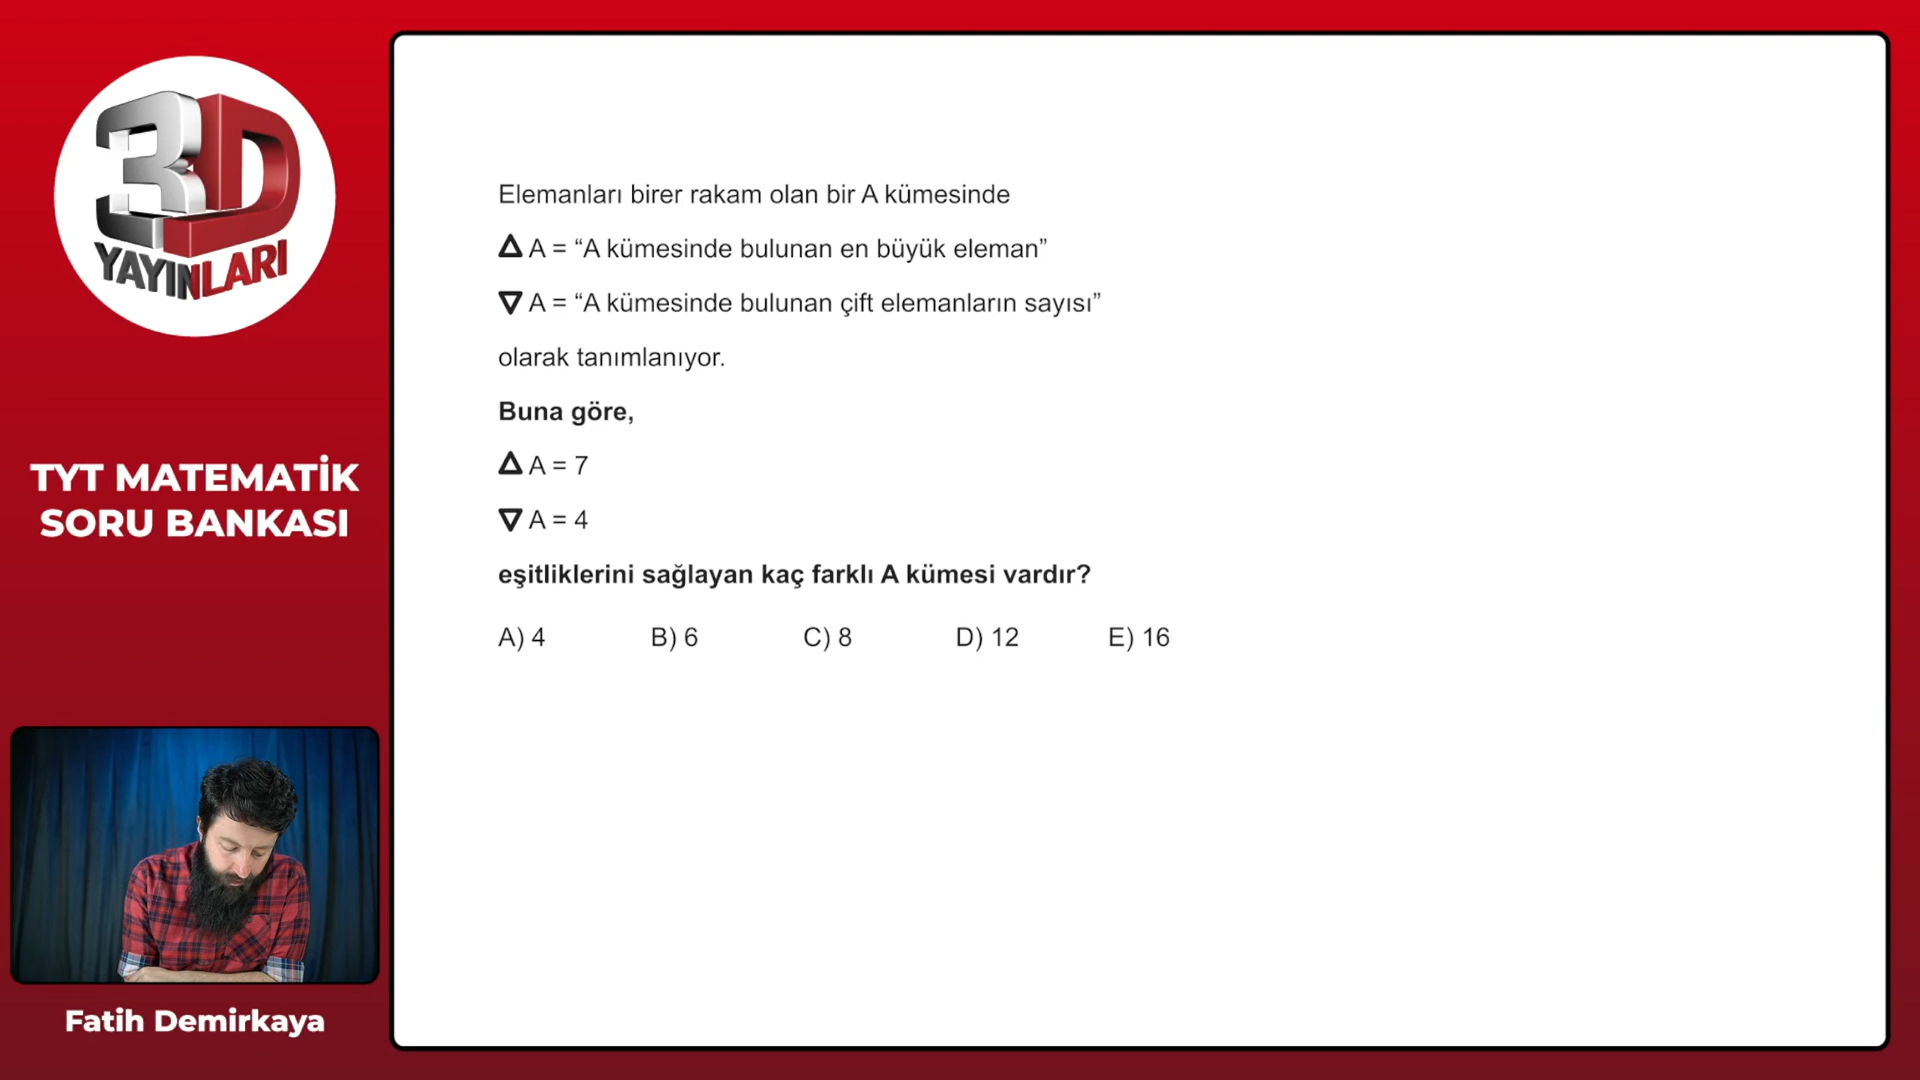 3D
YAYINLARI
TYT MATEMATİK
SORU BANKASI
Fatih Demirkaya
Elemanları birer rakam olan bir A kümesinde
△ A = “A kümesinde bulunan en büyük eleman”
▽ A = “A kümesinde bulunan çift elemanların sayısı”
olarak tanımlanıyor.
Buna göre,
△ A = 7
▽ A = 4
eşitliklerini sağlayan kaç farklı A kümesi vardır?
A) 4 B) 6 C) 8 D) 12 E) 16